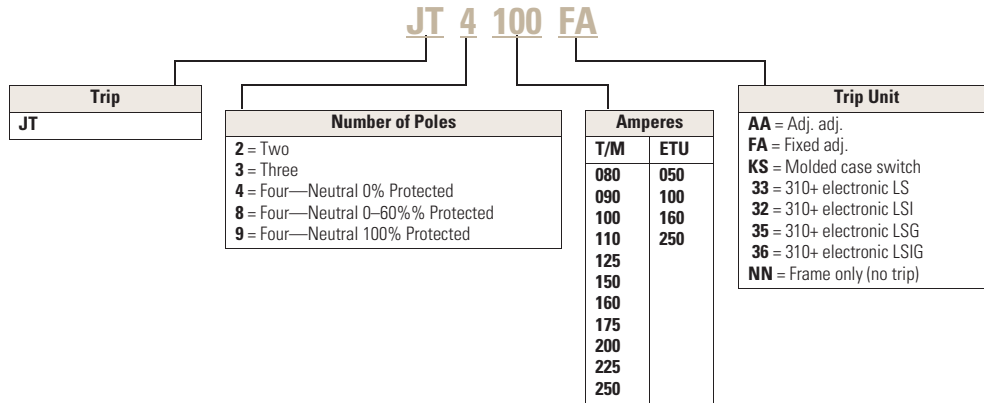 JT 4 100 FA
Trip
JT
Number of Poles
2 = Two
3 = Three
4 = Four—Neutral 0% Protected
8 = Four—Neutral 0–60%% Protected
9 = Four—Neutral 100% Protected
Amperes
T/M ETU
080 050
090 100
100 160
110 250
125
150
160
175
200
225
250
Trip Unit
AA = Adj. adj.
FA = Fixed adj.
KS = Molded case switch
33 = 310+ electronic LS
32 = 310+ electronic LSI
35 = 310+ electronic LSG
36 = 310+ electronic LSIG
NN = Frame only (no trip)